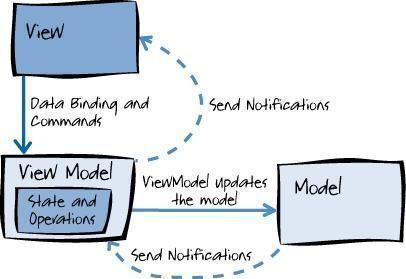 View
Data Binding and
Commands
Send Notifications
View Model
State and
Operations
ViewModel updates
the model
Model
Send Notifications